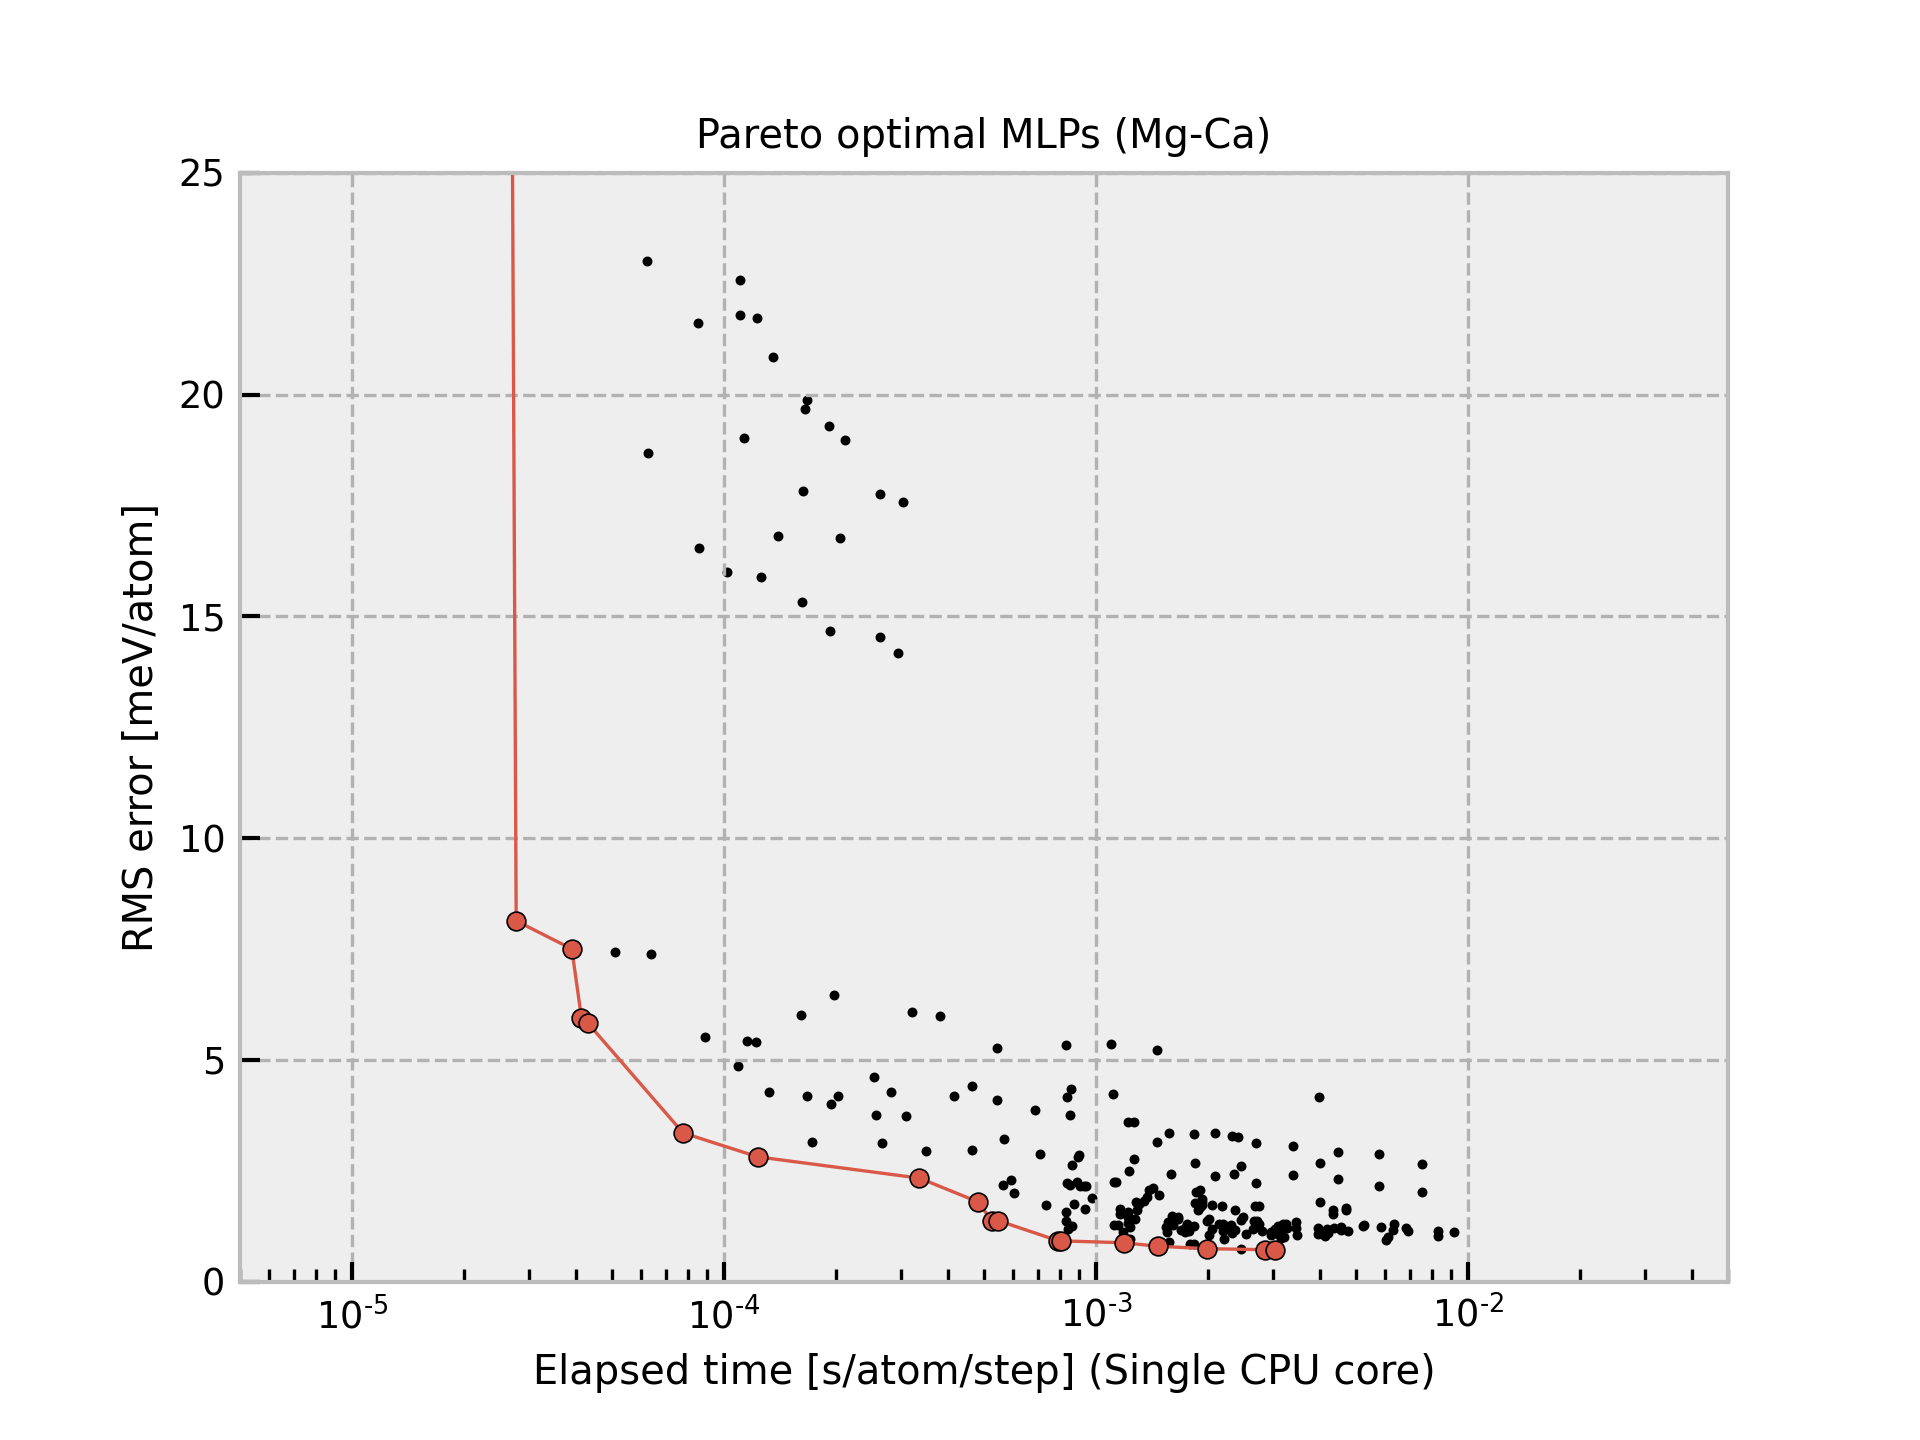 Pareto optimal MLPs (Mg-Ca)
25
20
15
10
5
0
RMS error [meV/atom]
10⁻⁵ 10⁻⁴ 10⁻³ 10⁻²
Elapsed time [s/atom/step] (Single CPU core)